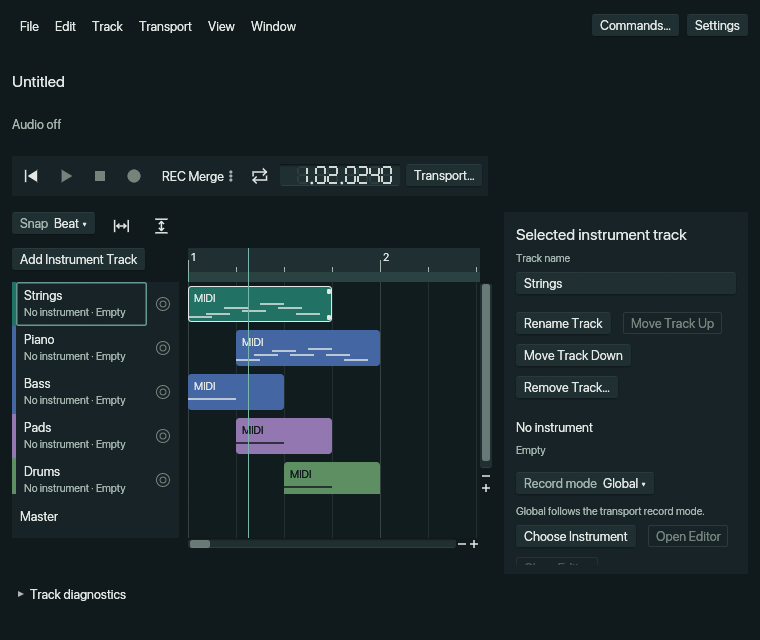 File Edit Track Transport View Window Commands... Settings
Untitled
Audio off
REC Merge 1.02.0240 Transport...
Snap Beat
Add Instrument Track
1 2
Strings
No instrument · Empty
MIDI
Piano
No instrument · Empty
MIDI
Bass
No instrument · Empty
MIDI
Pads
No instrument · Empty
MIDI
Drums
No instrument · Empty
MIDI
Master
Selected instrument track
Track name
Strings
Rename Track Move Track Up
Move Track Down
Remove Track...
No instrument
Empty
Record mode Global
Global follows the transport record mode.
Choose Instrument Open Editor
Track diagnostics